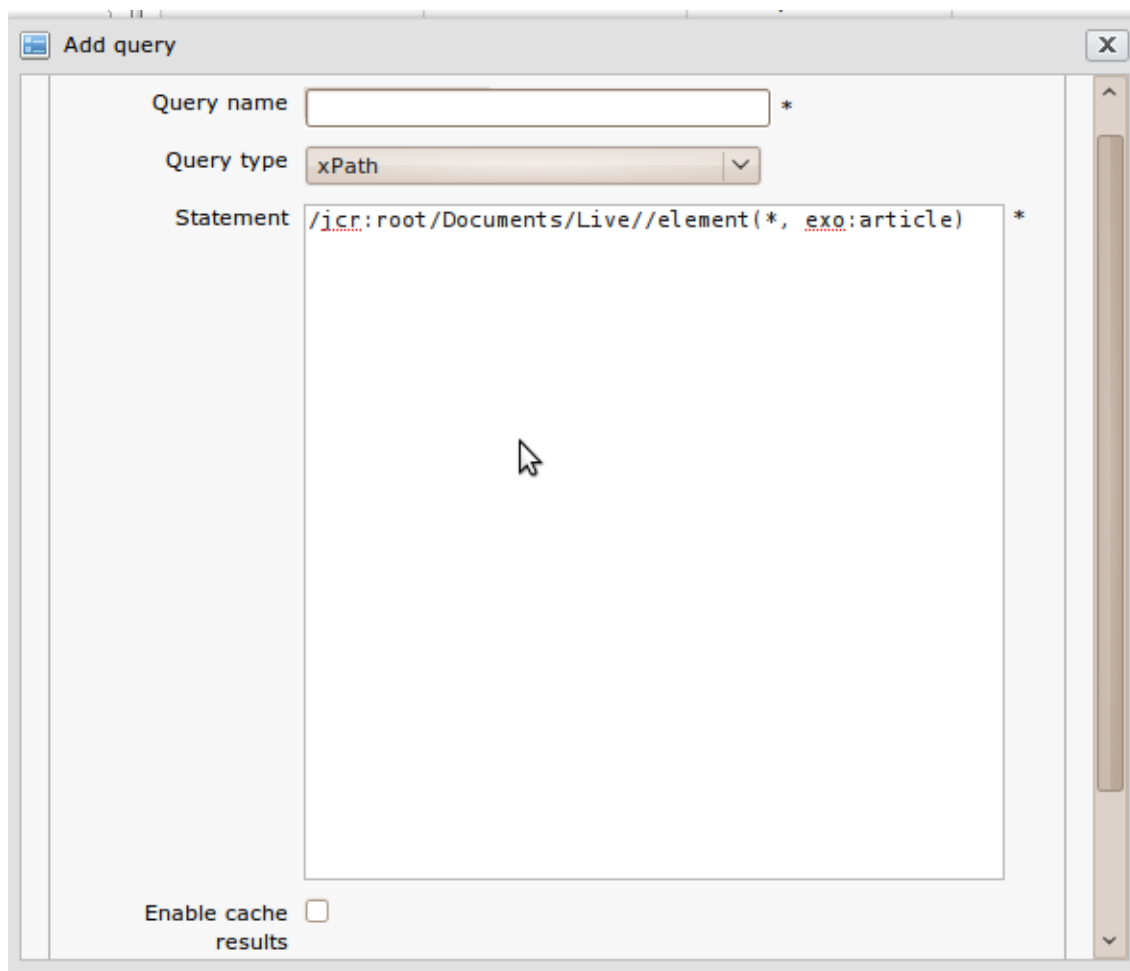 Add query
X
Query name *
Query type xPath
Statement /jcr:root/Documents/Live//element(*, exo:article) *
Enable cache
results